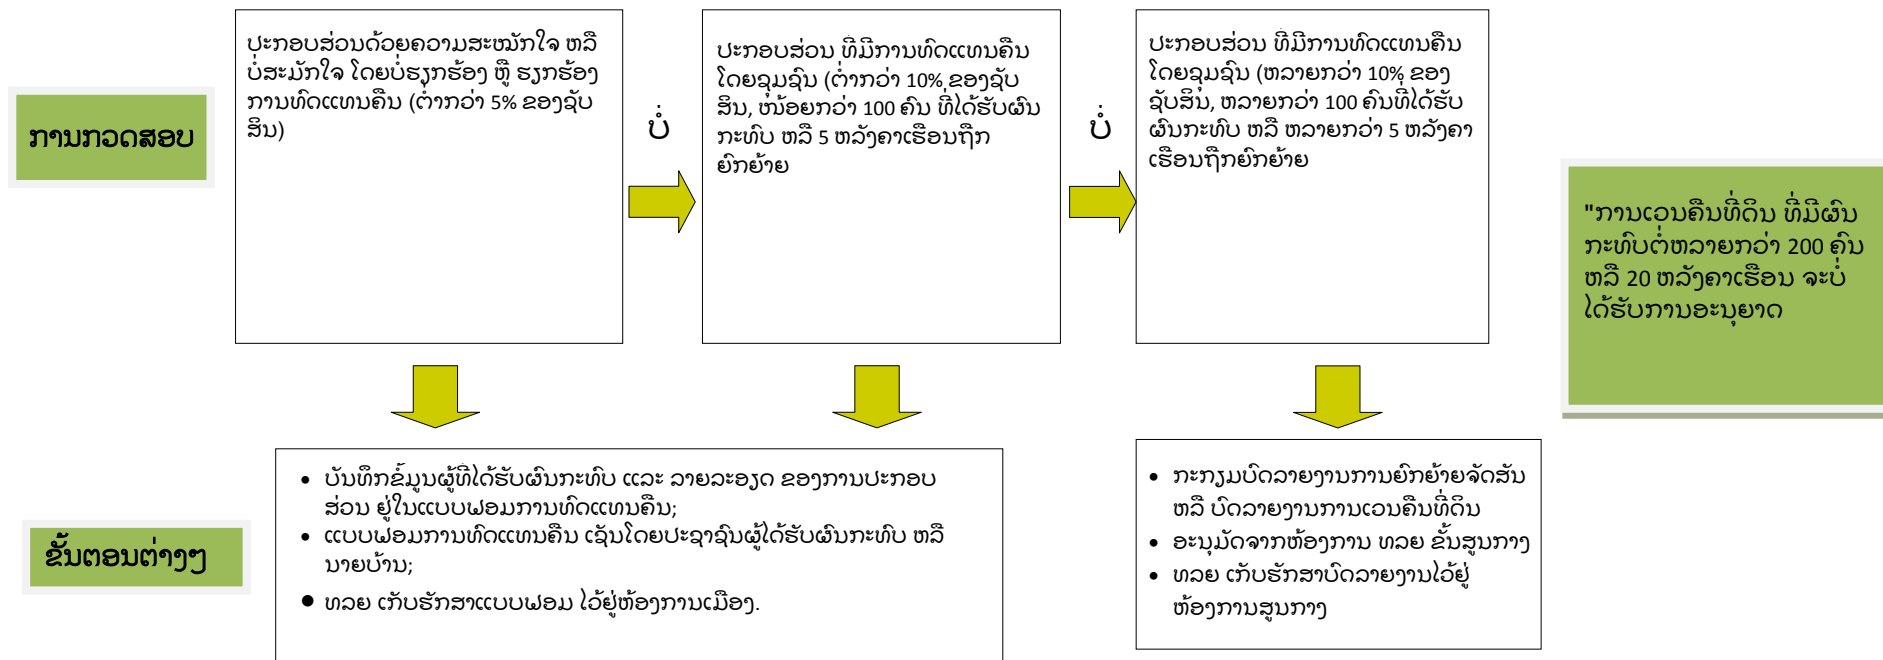 ການກວດສອບ
ປະກອບສ່ວນດ້ວຍຄວາມສະໝັກໃຈ ຫລື
ບໍ່ສະມັກໃຈ ໂດຍບໍ່ຮຽກຮ້ອງ ຫຼື ຮຽກຮ້ອງ
ການທົດແທນຄືນ (ຕໍ່າກວ່າ 5% ຂອງຊັບ
ສິນ)
ບໍ່
ປະກອບສ່ວນ ທີ່ມີການທົດແທນຄືນ
ໂດຍຊຸມຊົນ (ຕໍ່າກວ່າ 10% ຂອງຊັບ
ສິນ, ໜ້ອຍກວ່າ 100 ຄົນ ທີ່ໄດ້ຮັບຜົນ
ກະທົບ ຫລື 5 ຫລັງຄາເຮືອນຖືກ
ຍົກຍ້າຍ
ບໍ່
ປະກອບສ່ວນ ທີ່ມີການທົດແທນຄືນ
ໂດຍຊຸມຊົນ (ຫລາຍກວ່າ 10% ຂອງ
ຊັບສິນ, ຫລາຍກວ່າ 100 ຄົນທີ່ໄດ້ຮັບ
ຜົນກະທົບ ຫລື ຫລາຍກວ່າ 5 ຫລັງຄາ
ເຮືອນຖືກຍົກຍ້າຍ
"ການເວນຄືນທີ່ດິນ ທີ່ມີຜົນ
ກະທົບຕໍ່ຫລາຍກວ່າ 200 ຄົນ
ຫລື 20 ຫລັງຄາເຮືອນ ຈະບໍ່
ໄດ້ຮັບການອະນຸຍາດ
ຂັ້ນຕອນຕ່າງໆ
• ບັນທຶກຂໍ້ມູນຜູ້ທີ່ໄດ້ຮັບຜົນກະທົບ ແລະ ລາຍລະອຽດ ຂອງການປະກອບ
ສ່ວນ ຢູ່ໃນແບບຟອມການທົດແທນຄືນ;
• ແບບຟອມການທົດແທນຄືນ ເຊັນໂດຍປະຊາຊົນຜູ້ໄດ້ຮັບຜົນກະທົບ ຫລື
ນາຍບ້ານ;
• ທລຍ ເກັບຮັກສາແບບຟອມ ໄວ້ຢູ່ຫ້ອງການເມືອງ.
• ກະກຽມບົດລາຍງານການຍົກຍ້າຍຈັດສັນ
ຫລື ບົດລາຍງານການເວນຄືນທີ່ດິນ
• ອະນຸມັດຈາກຫ້ອງການ ທລຍ ຂັ້ນສູນກາງ
• ທລຍ ເກັບຮັກສາບົດລາຍງານໄວ້ຢູ່
ຫ້ອງການສູນກາງ